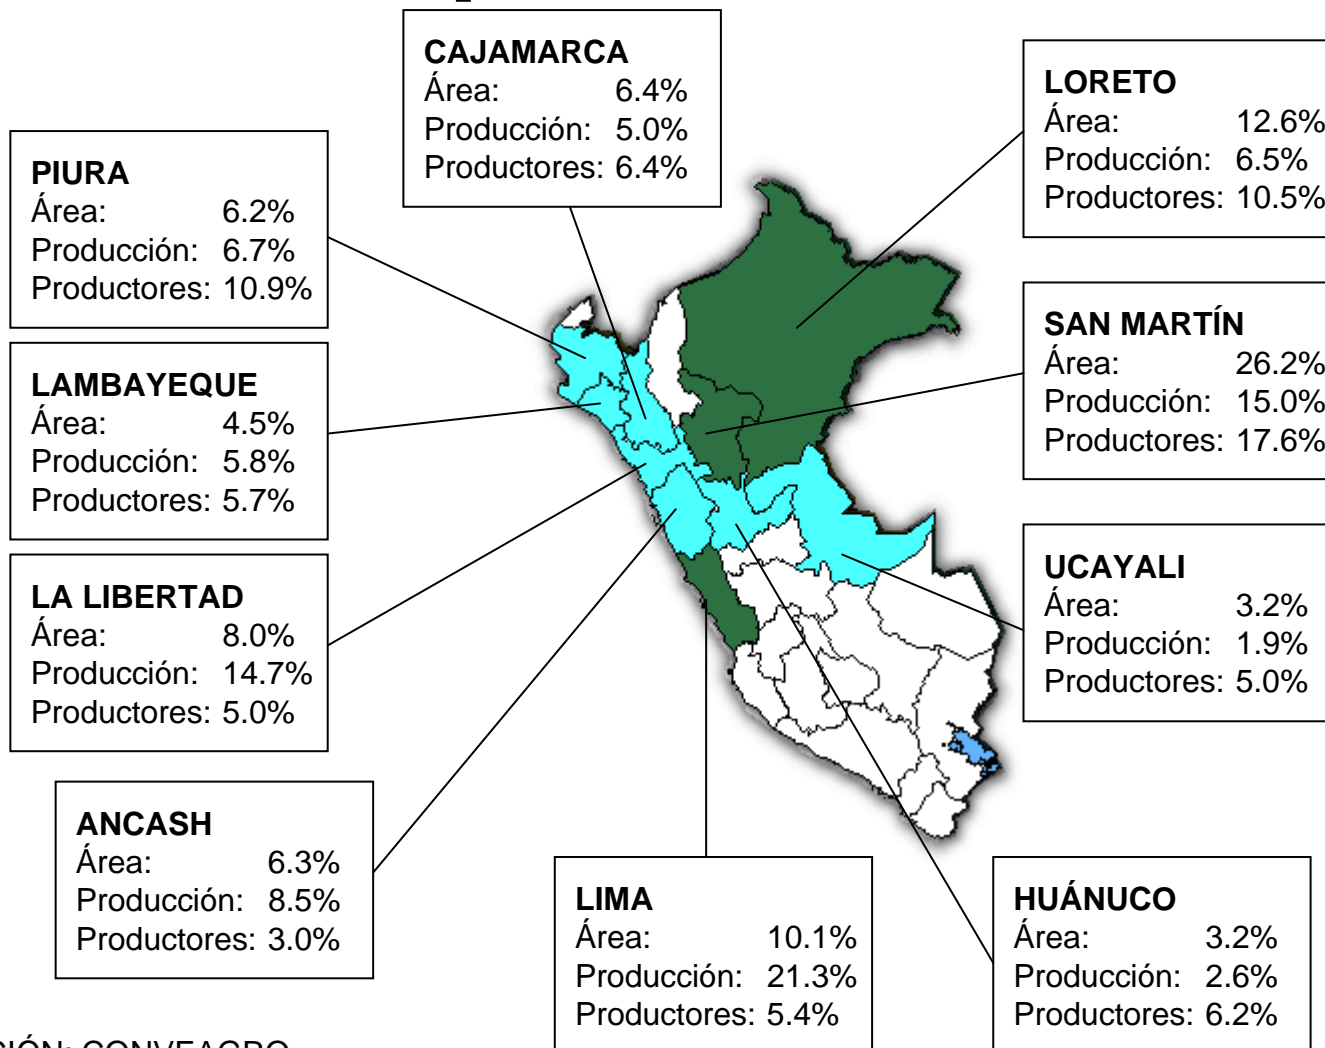 CAJAMARCA
Área: 6.4%
Producción: 5.0%
Productores: 6.4%
LORETO
Área: 12.6%
Producción: 6.5%
Productores: 10.5%
PIURA
Área: 6.2%
Producción: 6.7%
Productores: 10.9%
SAN MARTÍN
Área: 26.2%
Producción: 15.0%
Productores: 17.6%
LAMBAYEQUE
Área: 4.5%
Producción: 5.8%
Productores: 5.7%
UCAYALI
Área: 3.2%
Producción: 1.9%
Productores: 5.0%
LA LIBERTAD
Área: 8.0%
Producción: 14.7%
Productores: 5.0%
ANCASH
Área: 6.3%
Producción: 8.5%
Productores: 3.0%
LIMA
Área: 10.1%
Producción: 21.3%
Productores: 5.4%
HUÁNUCO
Área: 3.2%
Producción: 2.6%
Productores: 6.2%